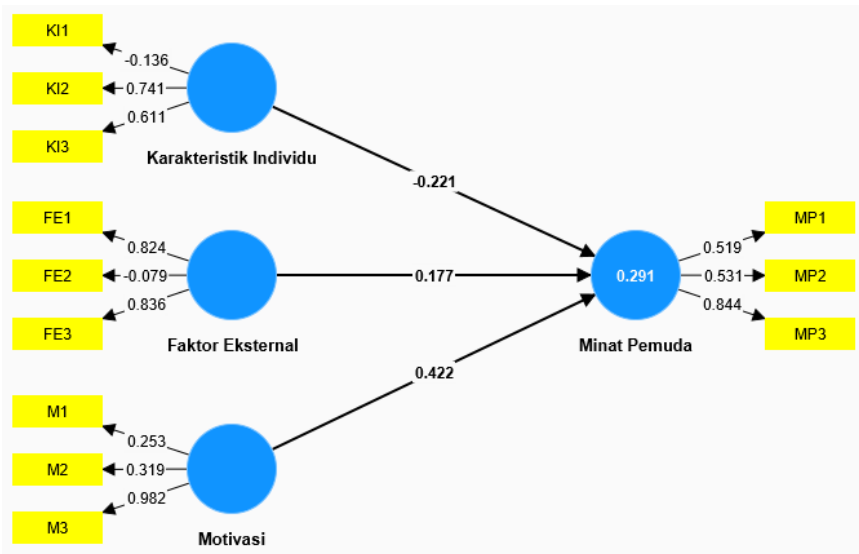 KI1
-0.136
KI2
0.741
0.611
KI3
Karakteristik Individu
-0.221
FE1
0.824
FE2
-0.079
0.836
FE3
Faktor Eksternal
0.177
M1
0.253
M2
0.319
0.982
M3
Motivasi
0.422
0.291
Minat Pemuda
MP1
0.519
0.531
MP2
0.844
MP3